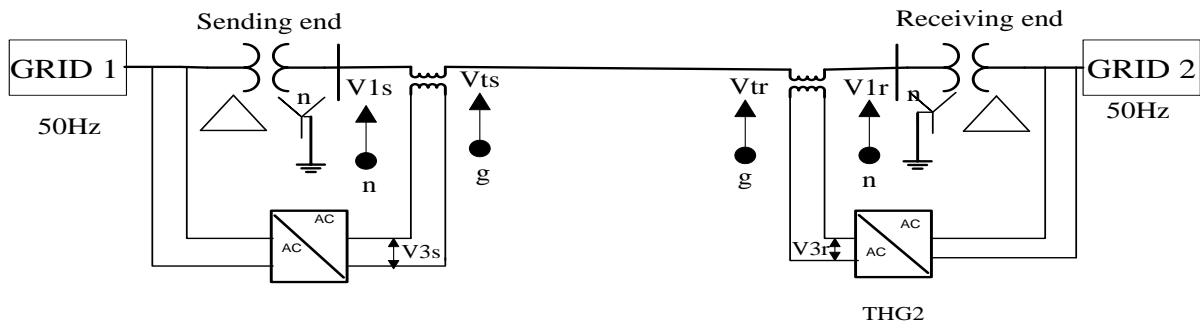 Sending end
Receiving end
GRID 1
GRID 2
50Hz
50Hz
n
V1s
Vts
Vtr
V1r
n
n
g
g
n
AC
AC
V3s
V3r
AC
AC
THG2